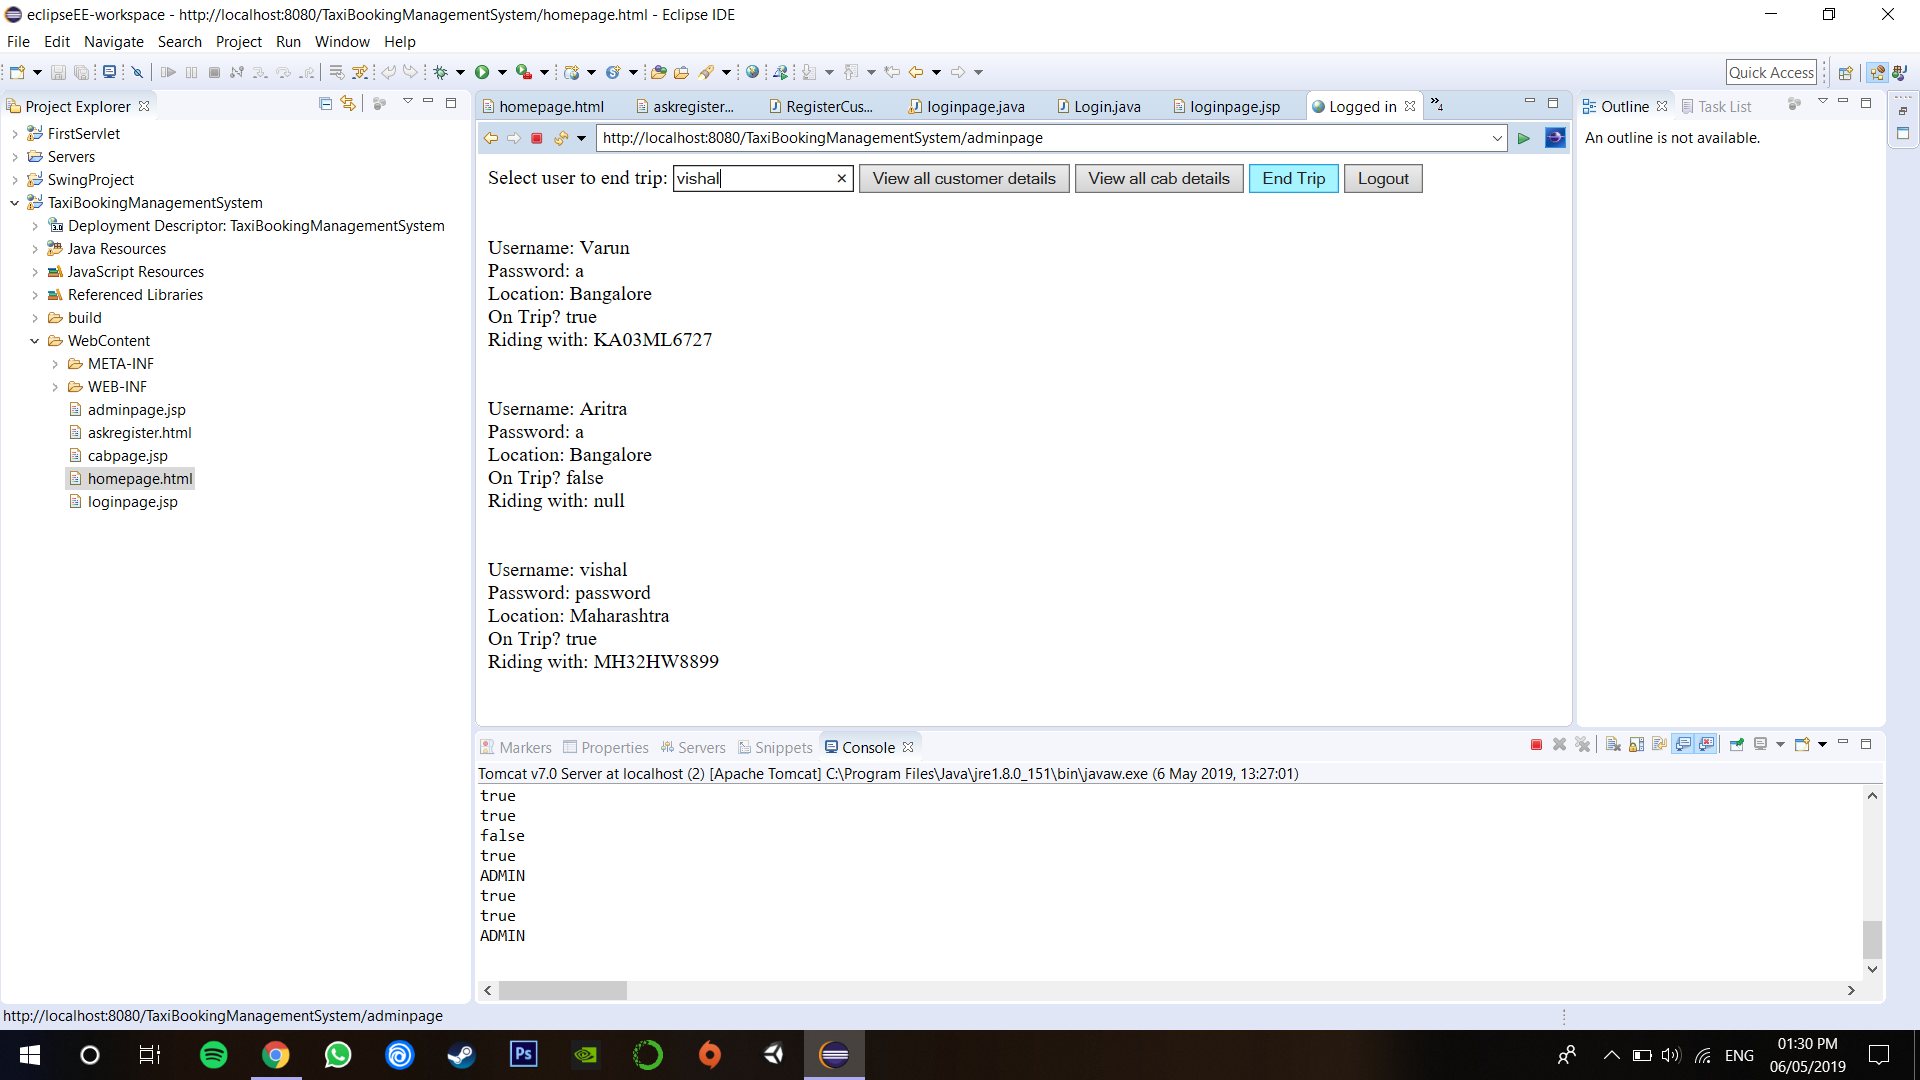 eclipseEE-workspace - http://localhost:8080/TaxiBookingManagementSystem/homepage.html - Eclipse IDE
File Edit Navigate Search Project Run Window Help
Quick Access
Project Explorer
FirstServlet
Servers
SwingProject
TaxiBookingManagementSystem
Deployment Descriptor: TaxiBookingManagementSystem
Java Resources
JavaScript Resources
Referenced Libraries
build
WebContent
META-INF
WEB-INF
adminpage.jsp
askregister.html
cabpage.jsp
homepage.html
loginpage.jsp
homepage.html askregister... RegisterCus... loginpage.java Login.java loginpage.jsp Logged in »4
http://localhost:8080/TaxiBookingManagementSystem/adminpage
Select user to end trip: vishal View all customer details View all cab details End Trip Logout
Username: Varun
Password: a
Location: Bangalore
On Trip? true
Riding with: KA03ML6727
Username: Aritra
Password: a
Location: Bangalore
On Trip? false
Riding with: null
Username: vishal
Password: password
Location: Maharashtra
On Trip? true
Riding with: MH32HW8899
Outline Task List
An outline is not available.
Markers Properties Servers Snippets Console
Tomcat v7.0 Server at localhost (2) [Apache Tomcat] C:\Program Files\Java\jre1.8.0_151\bin\javaw.exe (6 May 2019, 13:27:01)
true
true
false
true
ADMIN
true
true
ADMIN
http://localhost:8080/TaxiBookingManagementSystem/adminpage
Ps
ENG
01:30 PM
06/05/2019